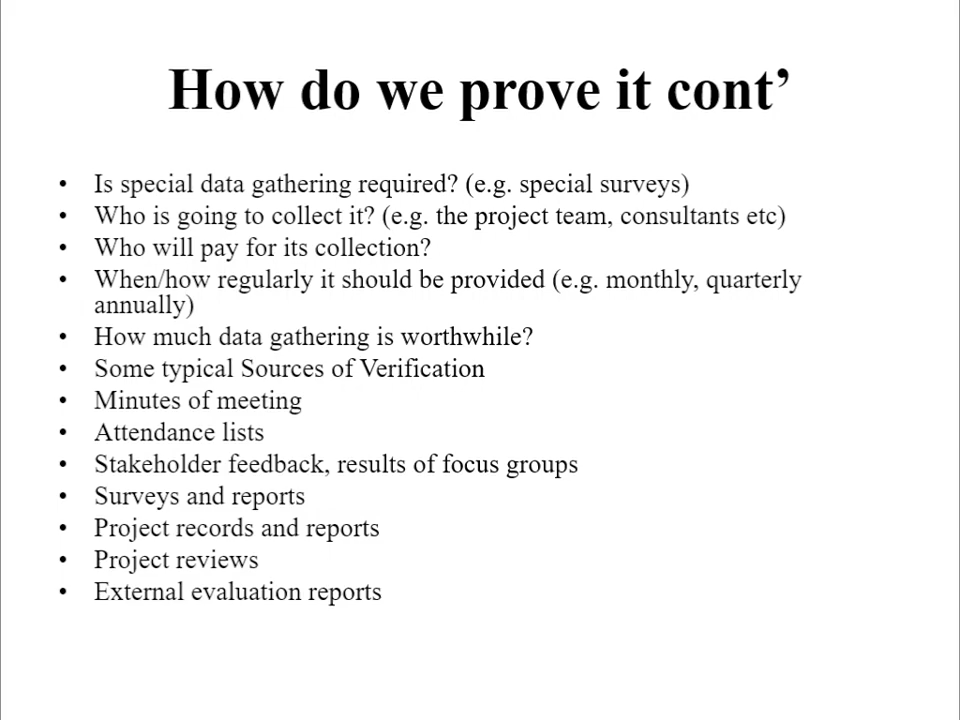 How do we prove it cont’
• Is special data gathering required? (e.g. special surveys)
• Who is going to collect it? (e.g. the project team, consultants etc)
• Who will pay for its collection?
• When/how regularly it should be provided (e.g. monthly, quarterly
annually)
• How much data gathering is worthwhile?
• Some typical Sources of Verification
• Minutes of meeting
• Attendance lists
• Stakeholder feedback, results of focus groups
• Surveys and reports
• Project records and reports
• Project reviews
• External evaluation reports